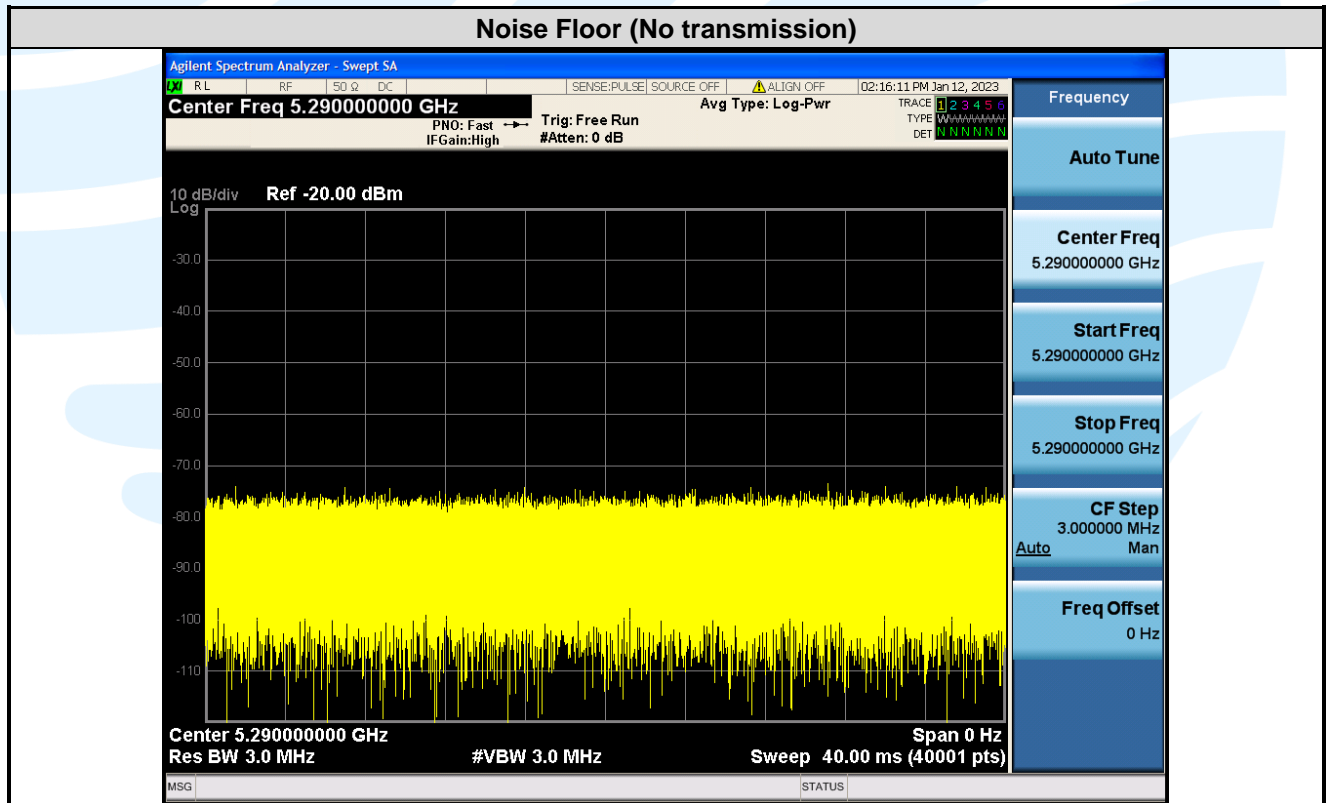 Noise Floor (No transmission)
Agilent Spectrum Analyzer - Swept SA
LXI RL RF 50 Ω DC SENSE:PULSE SOURCE OFF ALIGN OFF 02:16:11 PM Jan 12, 2023
Center Freq 5.290000000 GHz Avg Type: Log-Pwr TRACE 1 2 3 4 5 6
PNO: Fast Trig: Free Run TYPE WWWWWW
IFGain:High #Atten: 0 dB DET N N N N N N
Frequency
Auto Tune
Center Freq
5.290000000 GHz
Start Freq
5.290000000 GHz
Stop Freq
5.290000000 GHz
CF Step
3.000000 MHz
Auto Man
Freq Offset
0 Hz
10 dB/div Ref -20.00 dBm
Log
-30.0
-40.0
-50.0
-60.0
-70.0
-80.0
-90.0
-100
-110
Center 5.290000000 GHz Span 0 Hz
Res BW 3.0 MHz #VBW 3.0 MHz Sweep 40.00 ms (40001 pts)
MSG STATUS